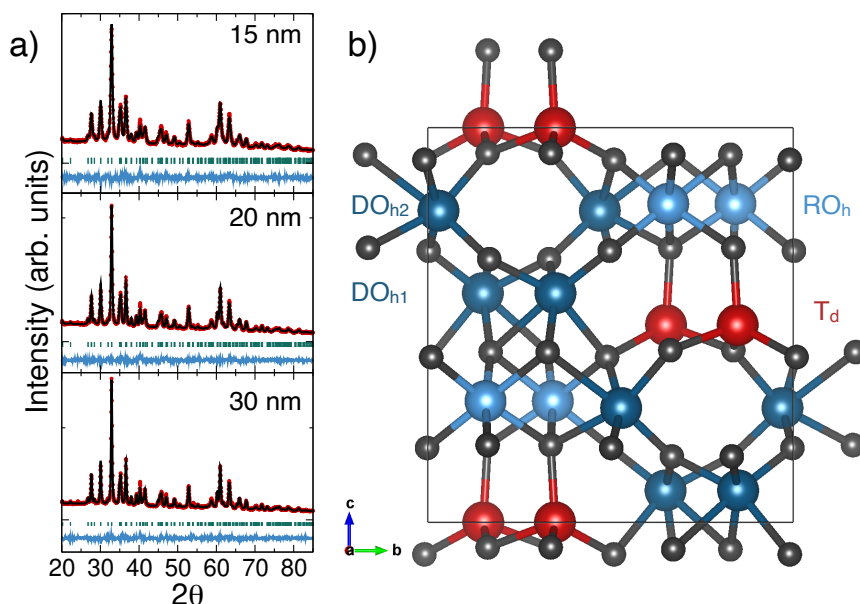 a)
15 nm
20 nm
30 nm
Intensity (arb. units)
20 30 40 50 60 70 80
2θ
b)
DOh2
ROh
DOh1
Td
c
a
b